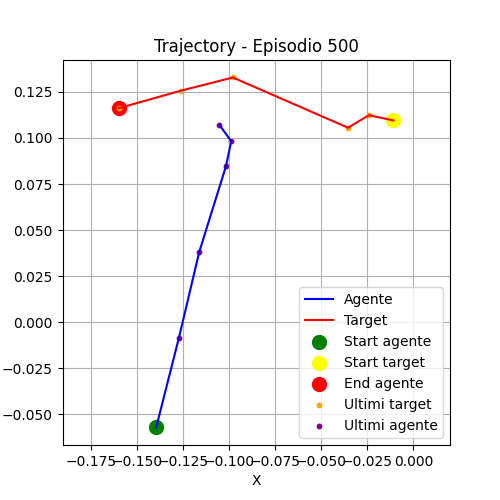 Trajectory - Episodio 500
0.125
0.100
0.075
0.050
0.025
0.000
−0.025
−0.050
−0.175 −0.150 −0.125 −0.100 −0.075 −0.050 −0.025 0.000
X
Agente
Target
Start agente
Start target
End agente
Ultimi target
Ultimi agente